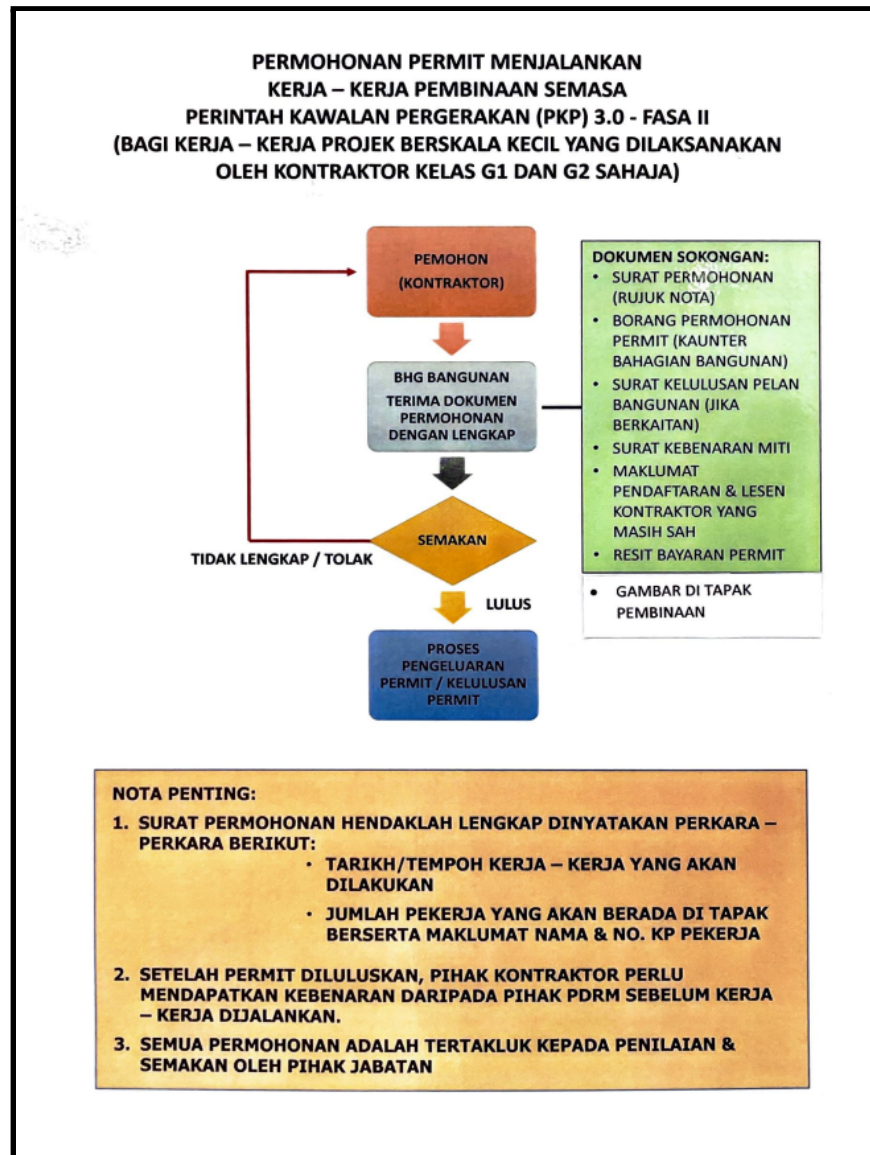 PERMOHONAN PERMIT MENJALANKAN
KERJA – KERJA PEMBINAAN SEMASA
PERINTAH KAWALAN PERGERAKAN (PKP) 3.0 - FASA II
(BAGI KERJA – KERJA PROJEK BERSKALA KECIL YANG DILAKSANAKAN
OLEH KONTRAKTOR KELAS G1 DAN G2 SAHAJA)
PEMOHON
(KONTRAKTOR)
BHG BANGUNAN
TERIMA DOKUMEN
PERMOHONAN
DENGAN LENGKAP
SEMAKAN
TIDAK LENGKAP / TOLAK
LULUS
PROSES
PENGELUARAN
PERMIT / KELULUSAN
PERMIT
DOKUMEN SOKONGAN:
• SURAT PERMOHONAN
(RUJUK NOTA)
• BORANG PERMOHONAN
PERMIT (KAUNTER
BAHAGIAN BANGUNAN)
• SURAT KELULUSAN PELAN
BANGUNAN (JIKA
BERKAITAN)
• SURAT KEBENARAN MITI
• MAKLUMAT
PENDAFTARAN & LESEN
KONTRAKTOR YANG
MASIH SAH
• RESIT BAYARAN PERMIT
• GAMBAR DI TAPAK
PEMBINAAN
NOTA PENTING:
1. SURAT PERMOHONAN HENDAKLAH LENGKAP DINYATAKAN PERKARA –
PERKARA BERIKUT:
• TARIKH/TEMPOH KERJA – KERJA YANG AKAN
DILAKUKAN
• JUMLAH PEKERJA YANG AKAN BERADA DI TAPAK
BERSERTA MAKLUMAT NAMA & NO. KP PEKERJA
2. SETELAH PERMIT DILULUSKAN, PIHAK KONTRAKTOR PERLU
MENDAPATKAN KEBENARAN DARIPADA PIHAK PDRM SEBELUM KERJA
– KERJA DIJALANKAN.
3. SEMUA PERMOHONAN ADALAH TERTAKLUK KEPADA PENILAIAN &
SEMAKAN OLEH PIHAK JABATAN